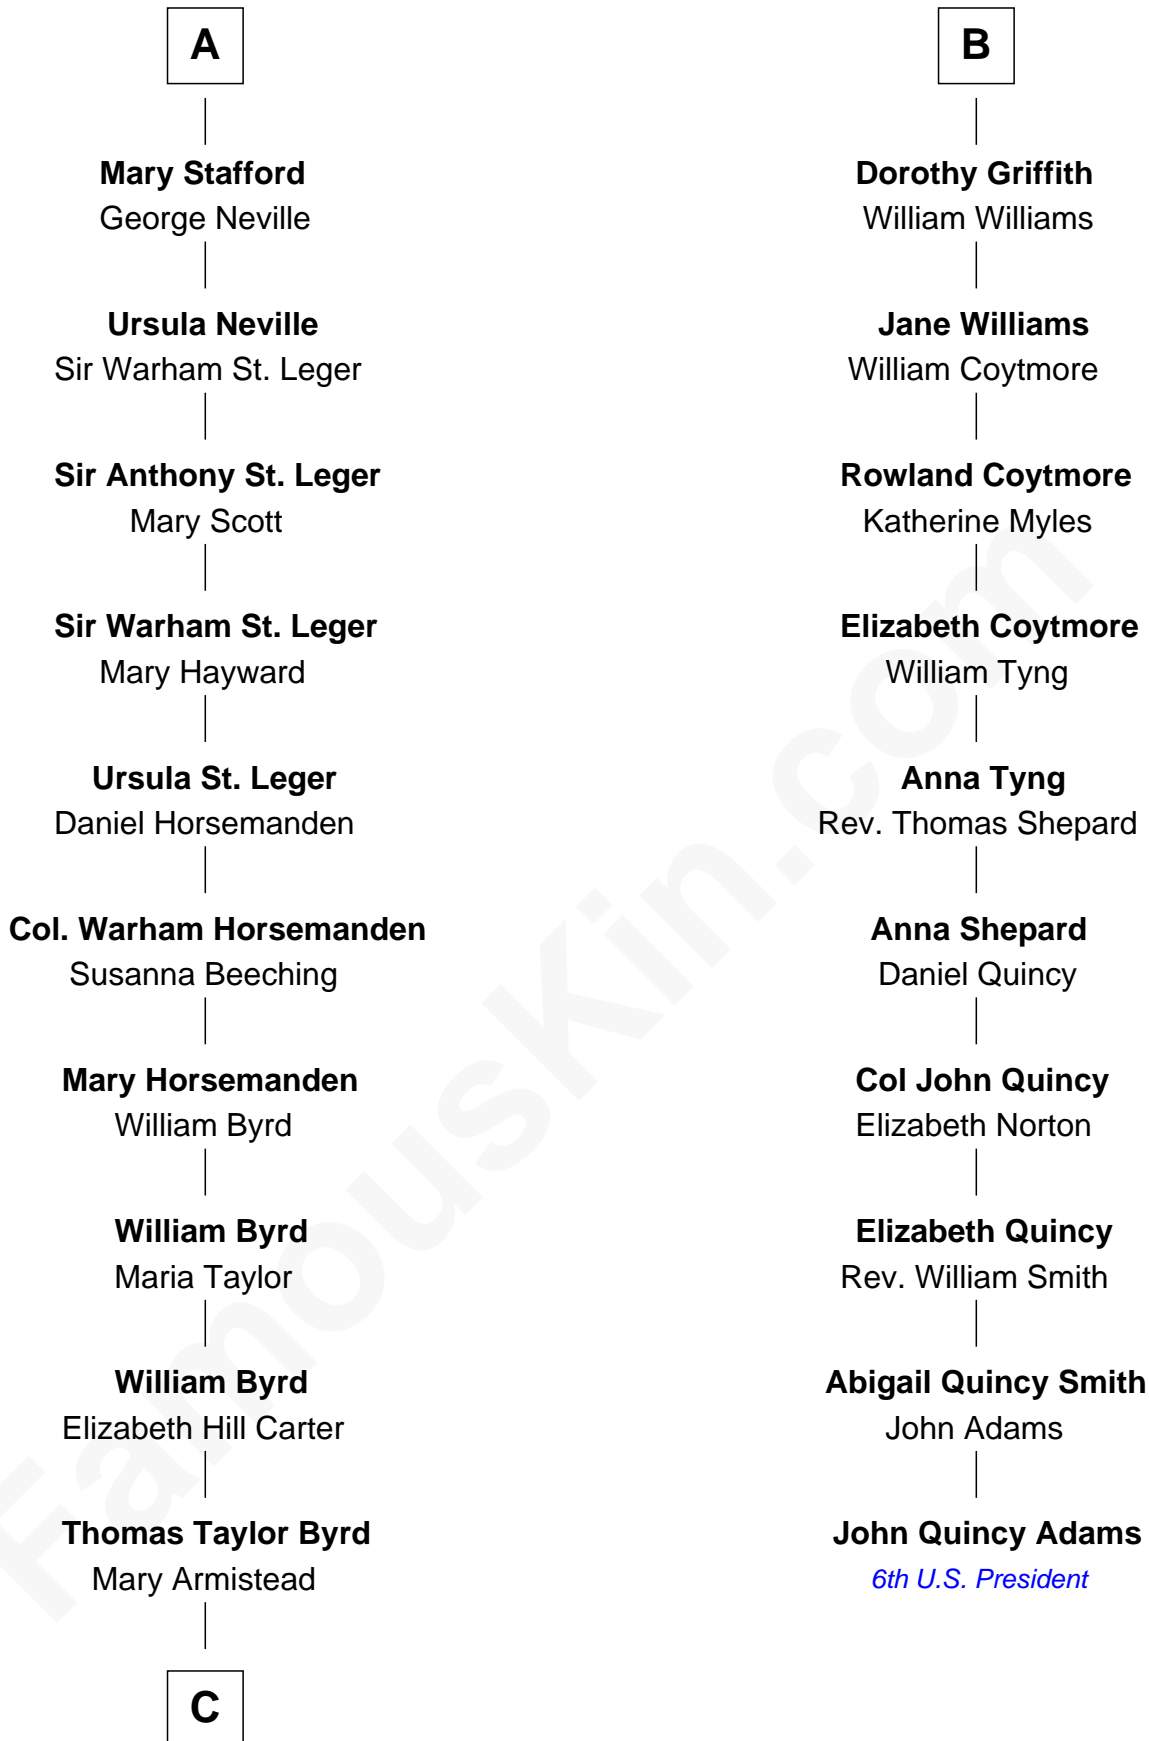 A
Mary Stafford
George Neville
Ursula Neville
Sir Warham St. Leger
Sir Anthony St. Leger
Mary Scott
Sir Warham St. Leger
Mary Hayward
Ursula St. Leger
Daniel Horsemanden
Col. Warham Horsemanden
Susanna Beeching
Mary Horsemanden
William Byrd
William Byrd
Maria Taylor
William Byrd
Elizabeth Hill Carter
Thomas Taylor Byrd
Mary Armistead
C
B
Dorothy Griffith
William Williams
Jane Williams
William Coytmore
Rowland Coytmore
Katherine Myles
Elizabeth Coytmore
William Tyng
Anna Tyng
Rev. Thomas Shepard
Anna Shepard
Daniel Quincy
Col John Quincy
Elizabeth Norton
Elizabeth Quincy
Rev. William Smith
Abigail Quincy Smith
John Adams
John Quincy Adams
6th U.S. President
FamousKin.com